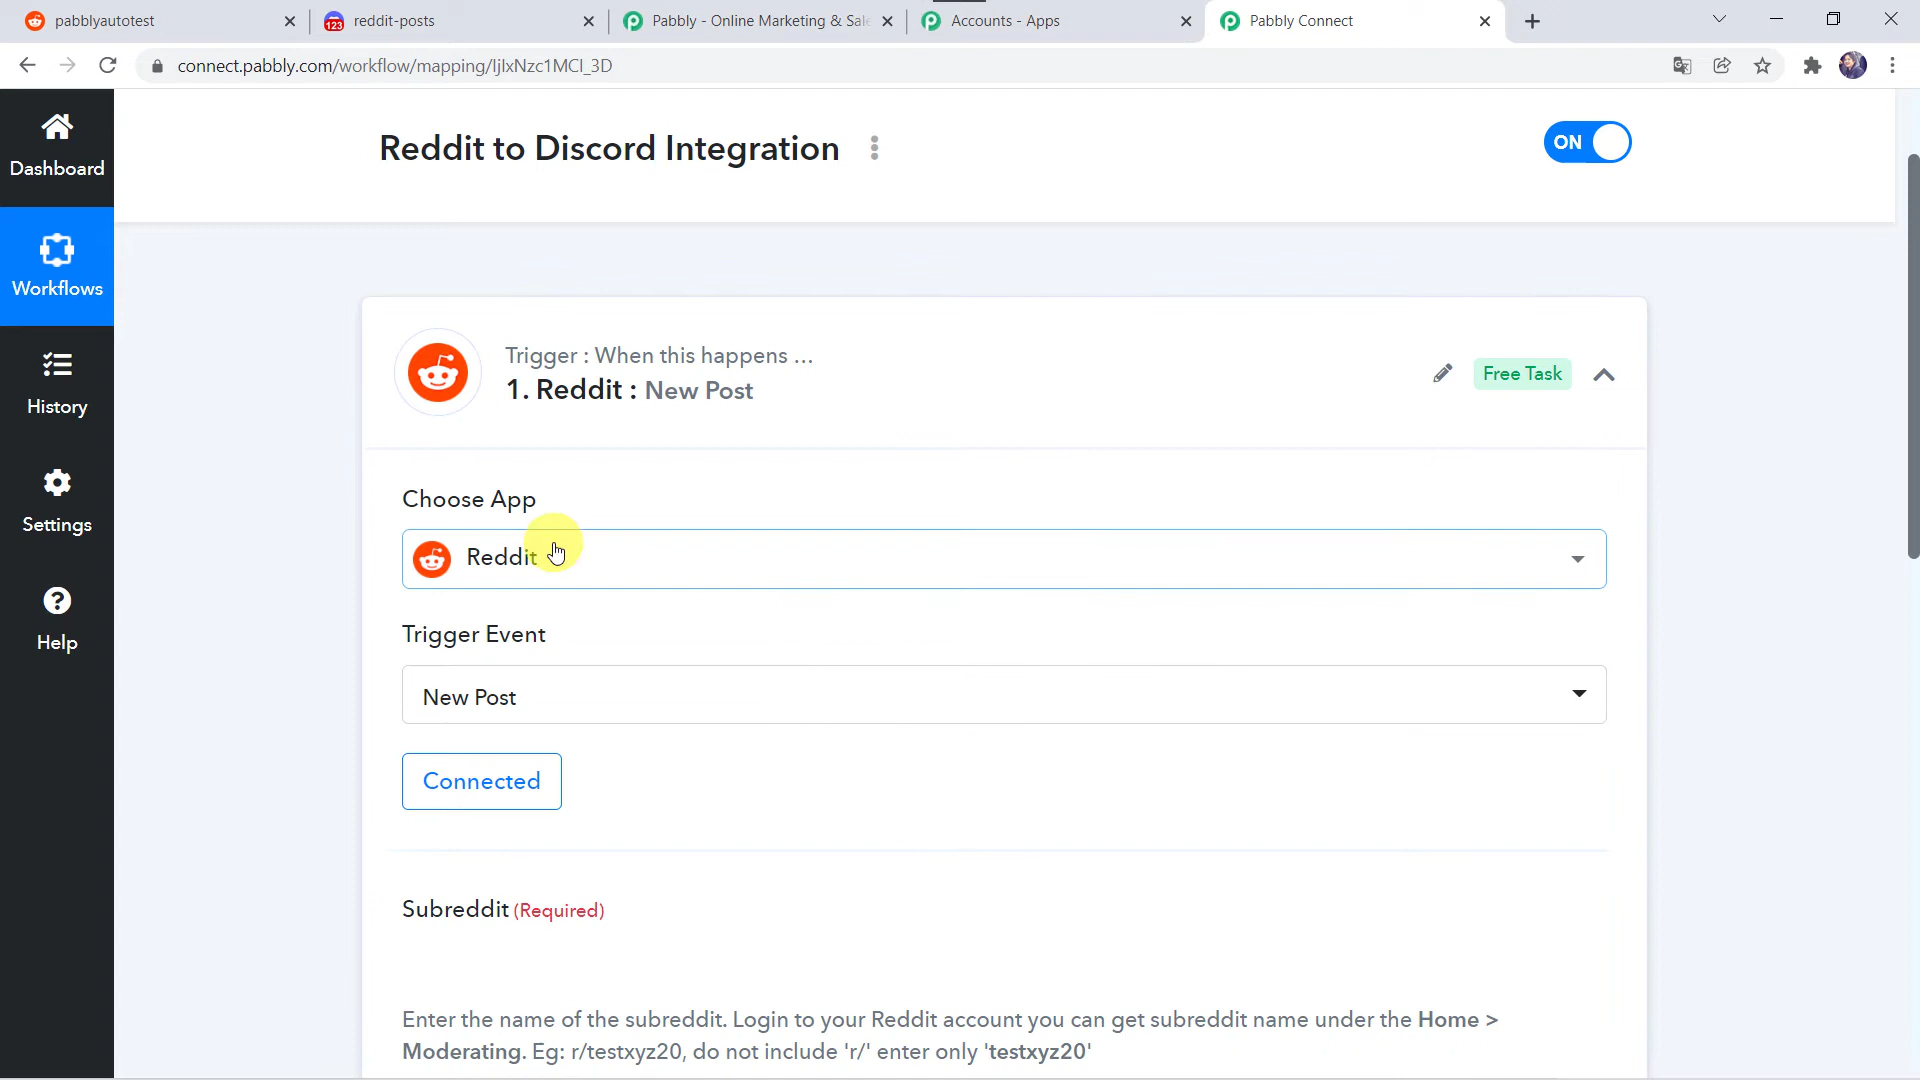 pabblyautotest
reddit-posts
Pabbly - Online Marketing & Sale
Accounts - Apps
Pabbly Connect
connect.pabbly.com/workflow/mapping/IjIxNzc1MCI_3D
Dashboard
Workflows
History
Settings
Help
Reddit to Discord Integration
ON
Trigger : When this happens ...
1. Reddit : New Post
Free Task
Choose App
Reddit
Trigger Event
New Post
Connected
Subreddit (Required)
Enter the name of the subreddit. Login to your Reddit account you can get subreddit name under the Home >
Moderating. Eg: r/testxyz20, do not include 'r/' enter only 'testxyz20'
123